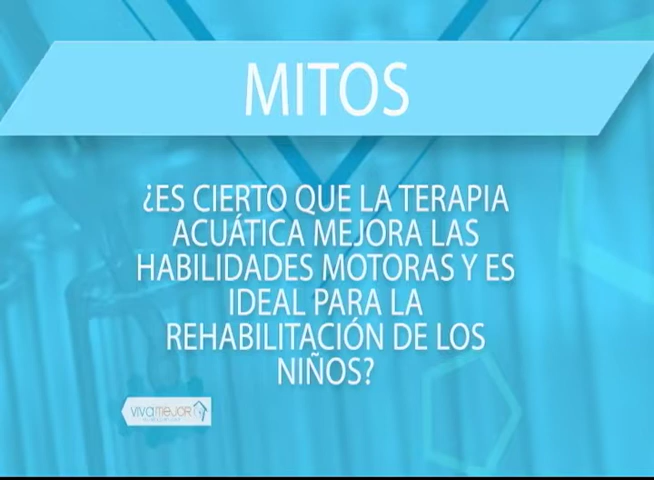 MITOS
¿ES CIERTO QUE LA TERAPIA
ACUÁTICA MEJORA LAS
HABILIDADES MOTORAS Y ES
IDEAL PARA LA
REHABILITACIÓN DE LOS
NIÑOS?
vivamejor